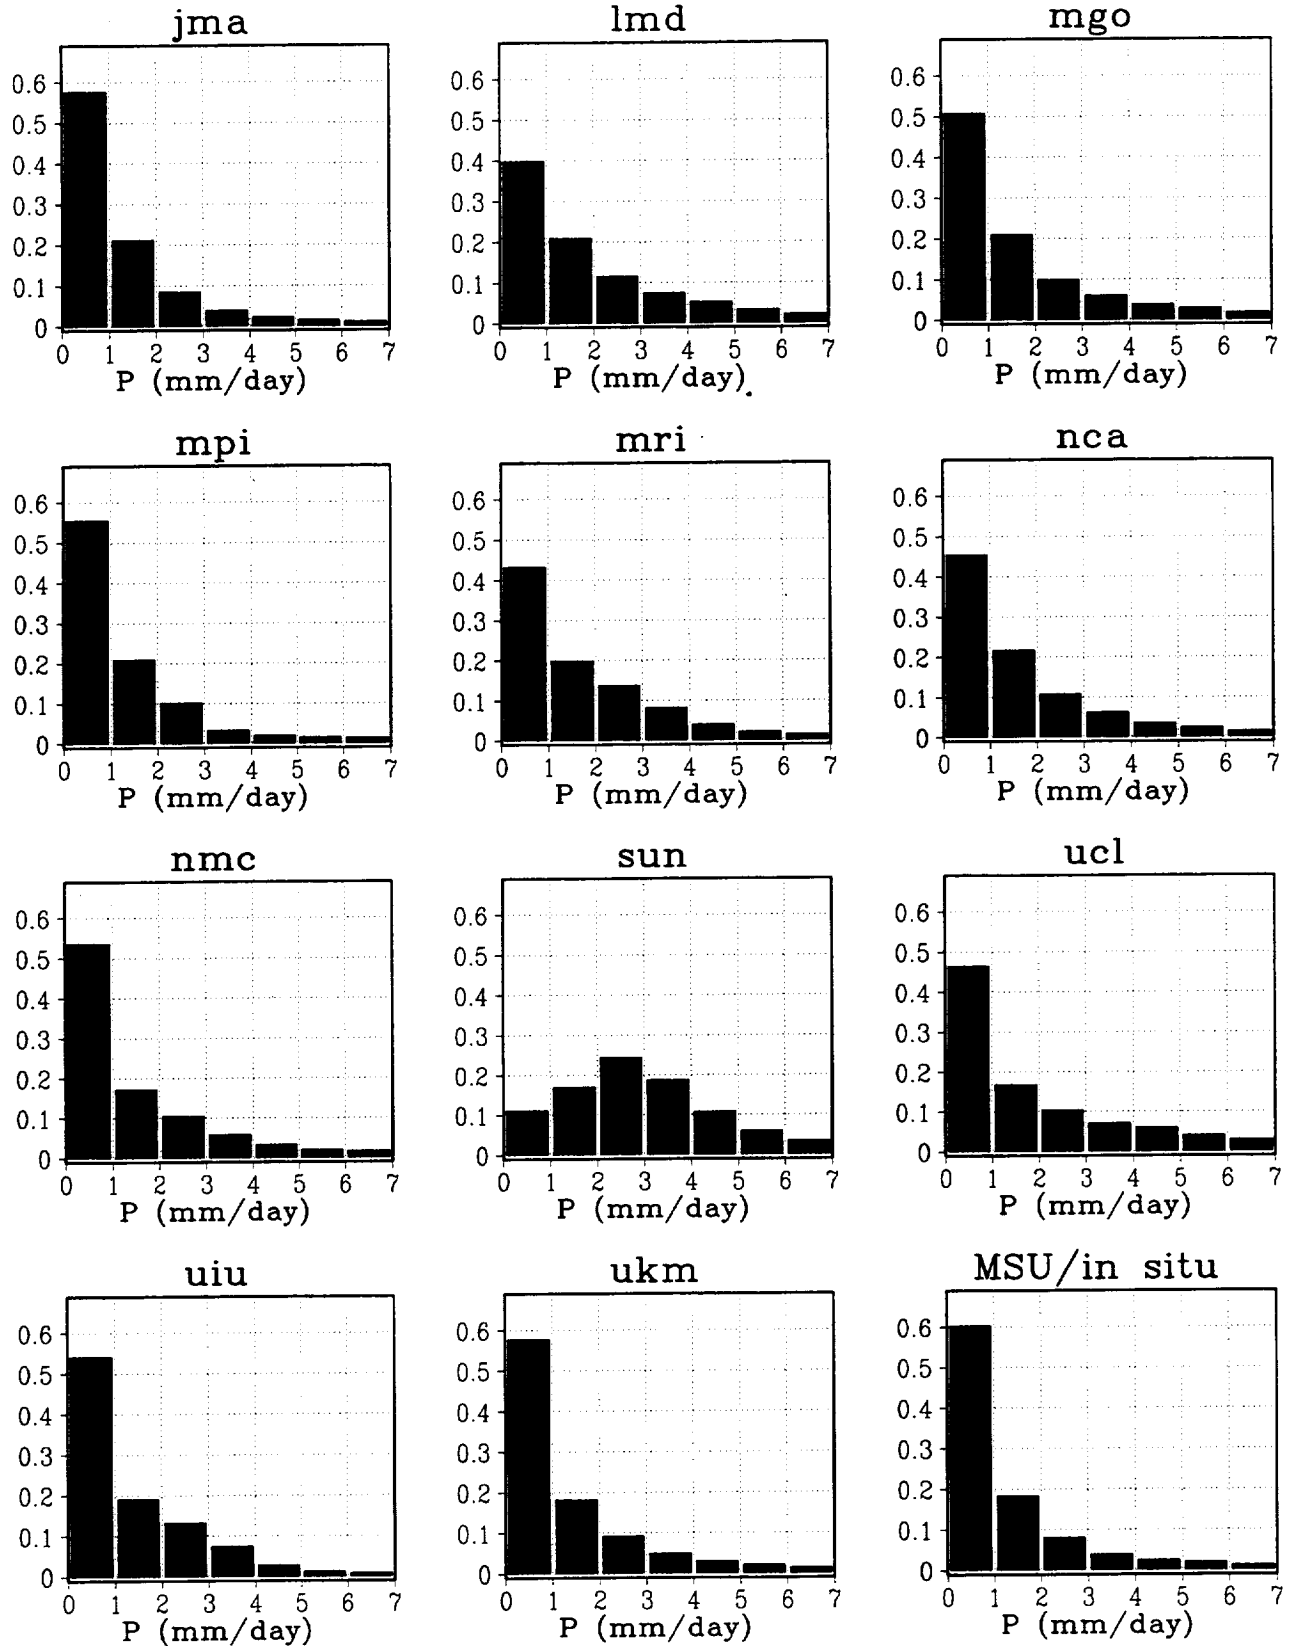 jma lmd mgo
0.6 0.6 0.6
0.5 0.5 0.5
0.4 0.4 0.4
0.3 0.3 0.3
0.2 0.2 0.2
0.1 0.1 0.1
0 0 0
0 1 2 3 4 5 6 7 0 1 2 3 4 5 6 7 0 1 2 3 4 5 6 7
P (mm/day) P (mm/day). P (mm/day)
mpi mri nca
0.6 0.6 0.6
0.5 0.5 0.5
0.4 0.4 0.4
0.3 0.3 0.3
0.2 0.2 0.2
0.1 0.1 0.1
0 0 0
0 1 2 3 4 5 6 7 0 1 2 3 4 5 6 7 0 1 2 3 4 5 6 7
P (mm/day) P (mm/day) P (mm/day)
nmc sun ucl
0.6 0.6 0.6
0.5 0.5 0.5
0.4 0.4 0.4
0.3 0.3 0.3
0.2 0.2 0.2
0.1 0.1 0.1
0 0 0
0 1 2 3 4 5 6 7 0 1 2 3 4 5 6 7 0 1 2 3 4 5 6 7
P (mm/day) P (mm/day) P (mm/day)
uiu ukm MSU/in situ
0.6 0.6 0.6
0.5 0.5 0.5
0.4 0.4 0.4
0.3 0.3 0.3
0.2 0.2 0.2
0.1 0.1 0.1
0 0 0
0 1 2 3 4 5 6 7 0 1 2 3 4 5 6 7 0 1 2 3 4 5 6 7
P (mm/day) P (mm/day) P (mm/day)